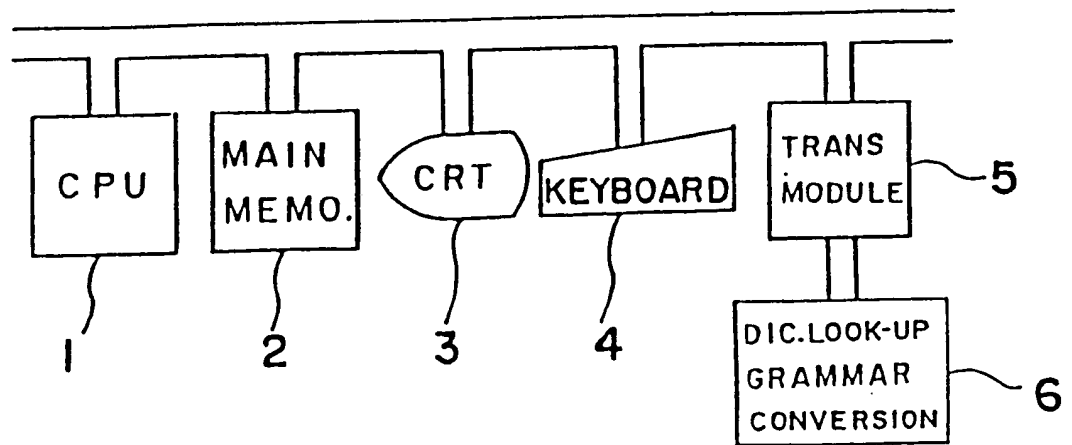 CPU
1
MAIN
MEMO.
2
CRT
3
KEYBOARD
4
TRANS
MODULE
5
DIC.LOOK-UP
GRAMMAR
CONVERSION
6